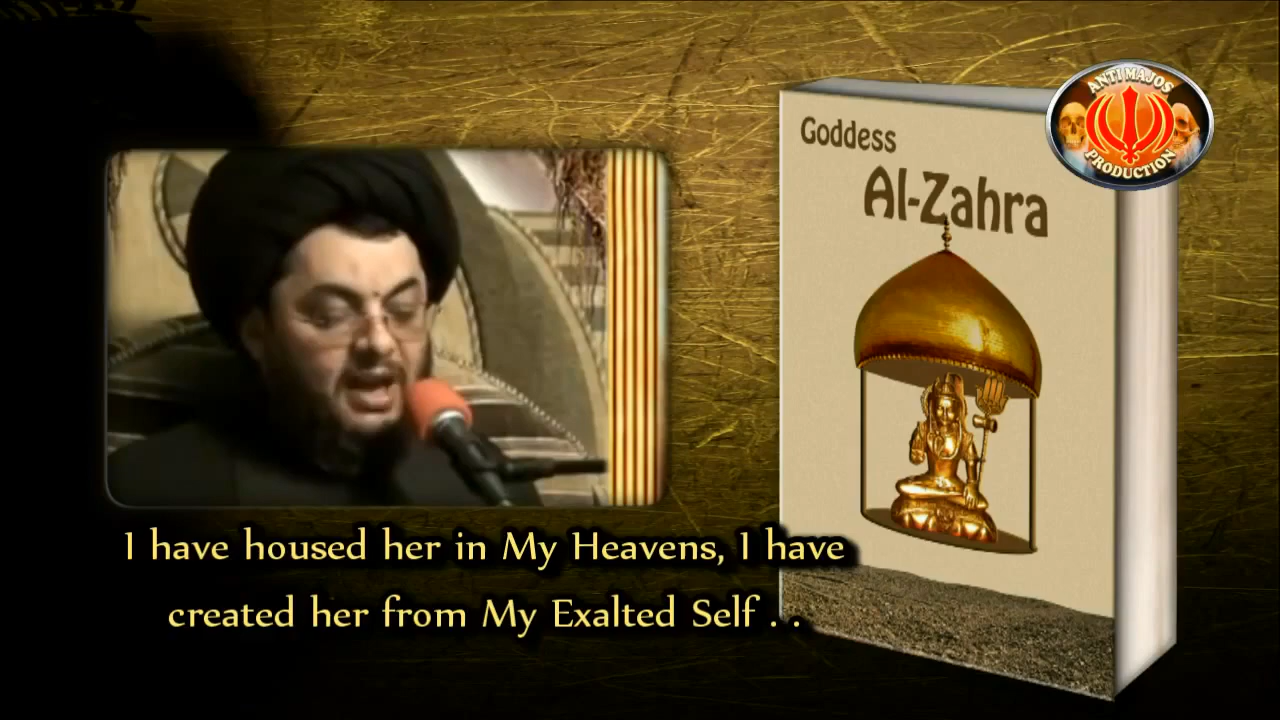 Goddess
Al-Zahra
ANTI MAJOS
PRODUCTION
I have housed her in My Heavens, I have
created her from My Exalted Self . .